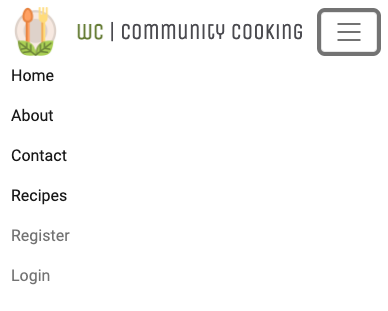 WC | COMMUNITY COOKING
Home
About
Contact
Recipes
Register
Login